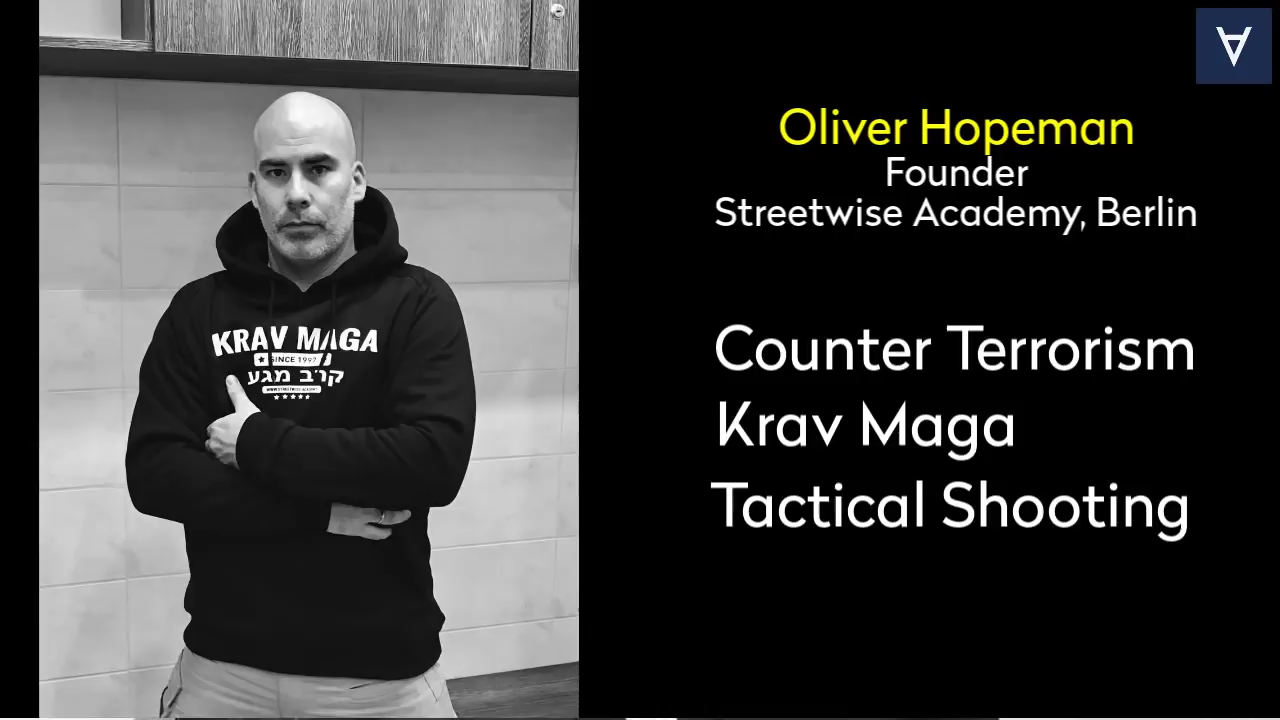 Oliver Hopeman
Founder
Streetwise Academy, Berlin
Counter Terrorism
Krav Maga
Tactical Shooting
KRAV MAGA
SINCE 1997
קרב מגע